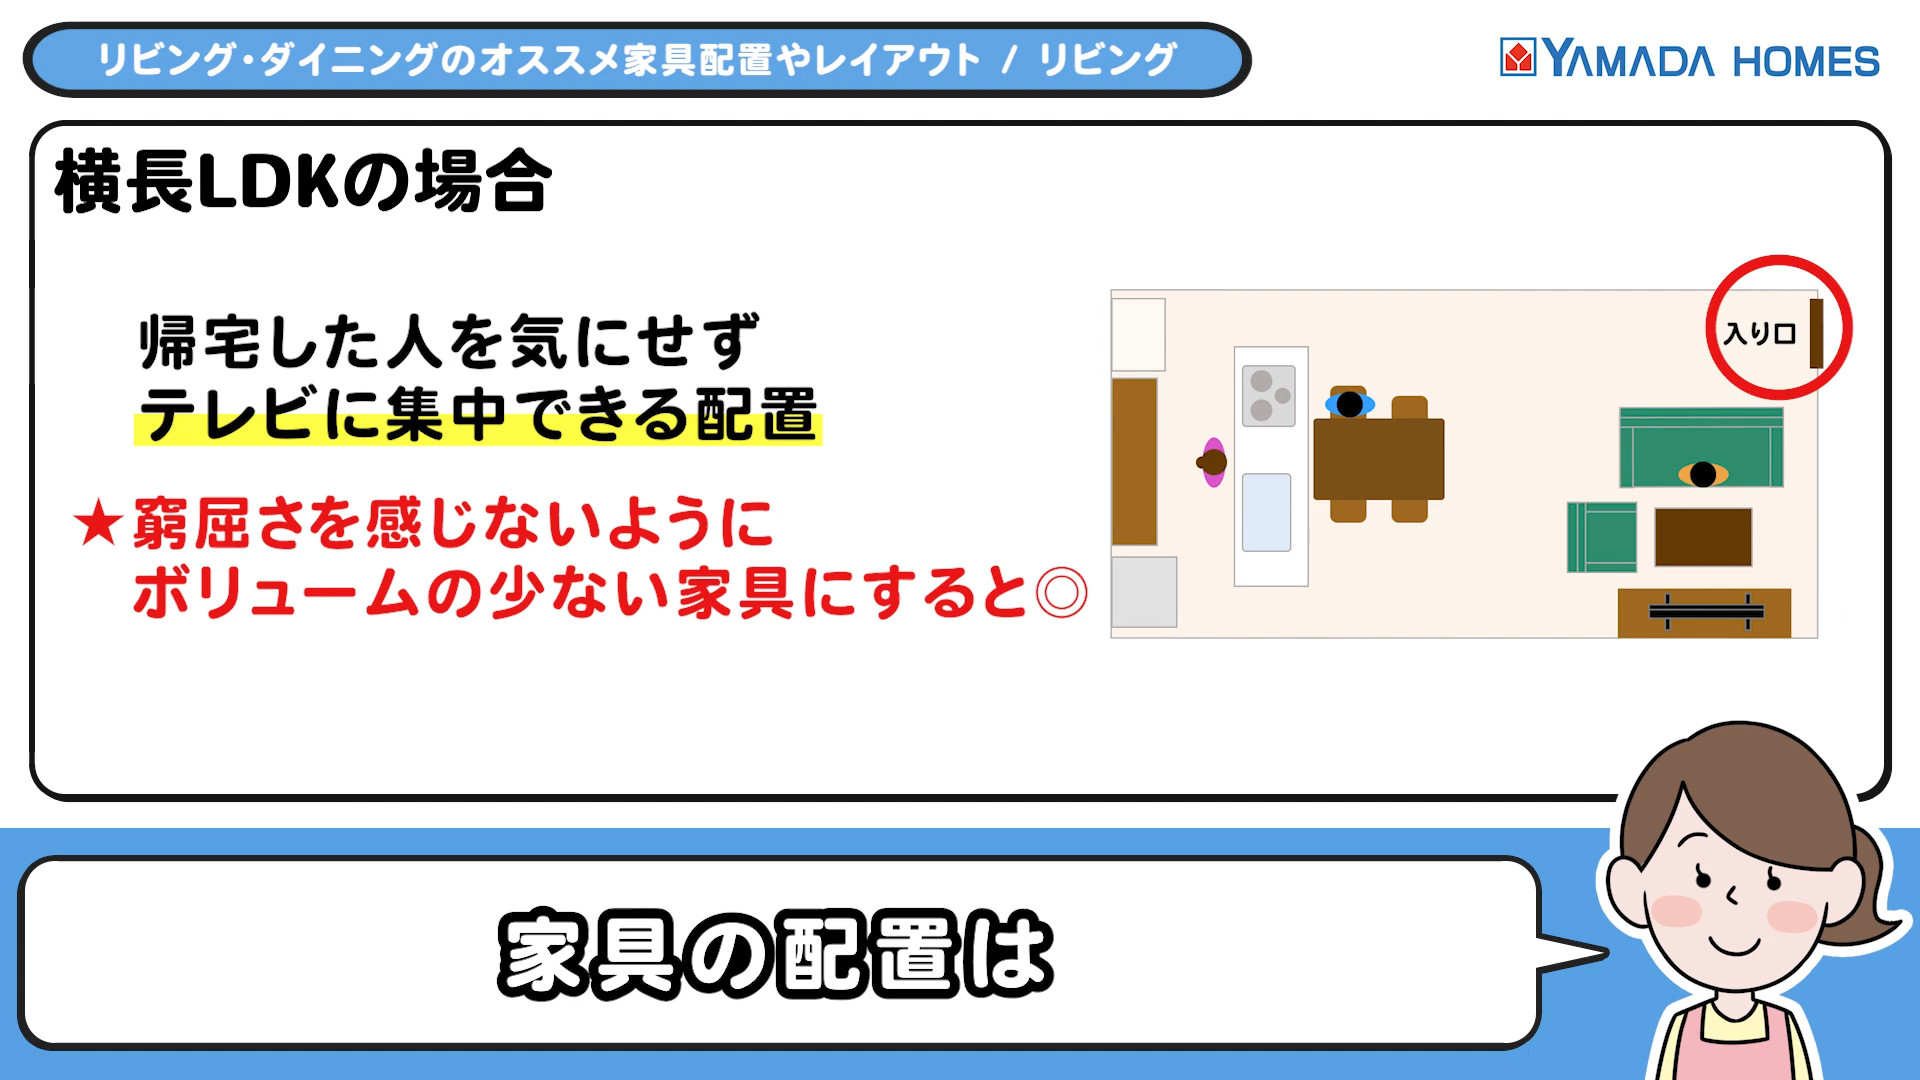 リビング・ダイニングのオススメ家具配置やレイアウト / リビング
YAMADA HOMES
横長LDKの場合
帰宅した人を気にせず
テレビに集中できる配置
★窮屈さを感じないように
ボリュームの少ない家具にすると◎
入り口
家具の配置は